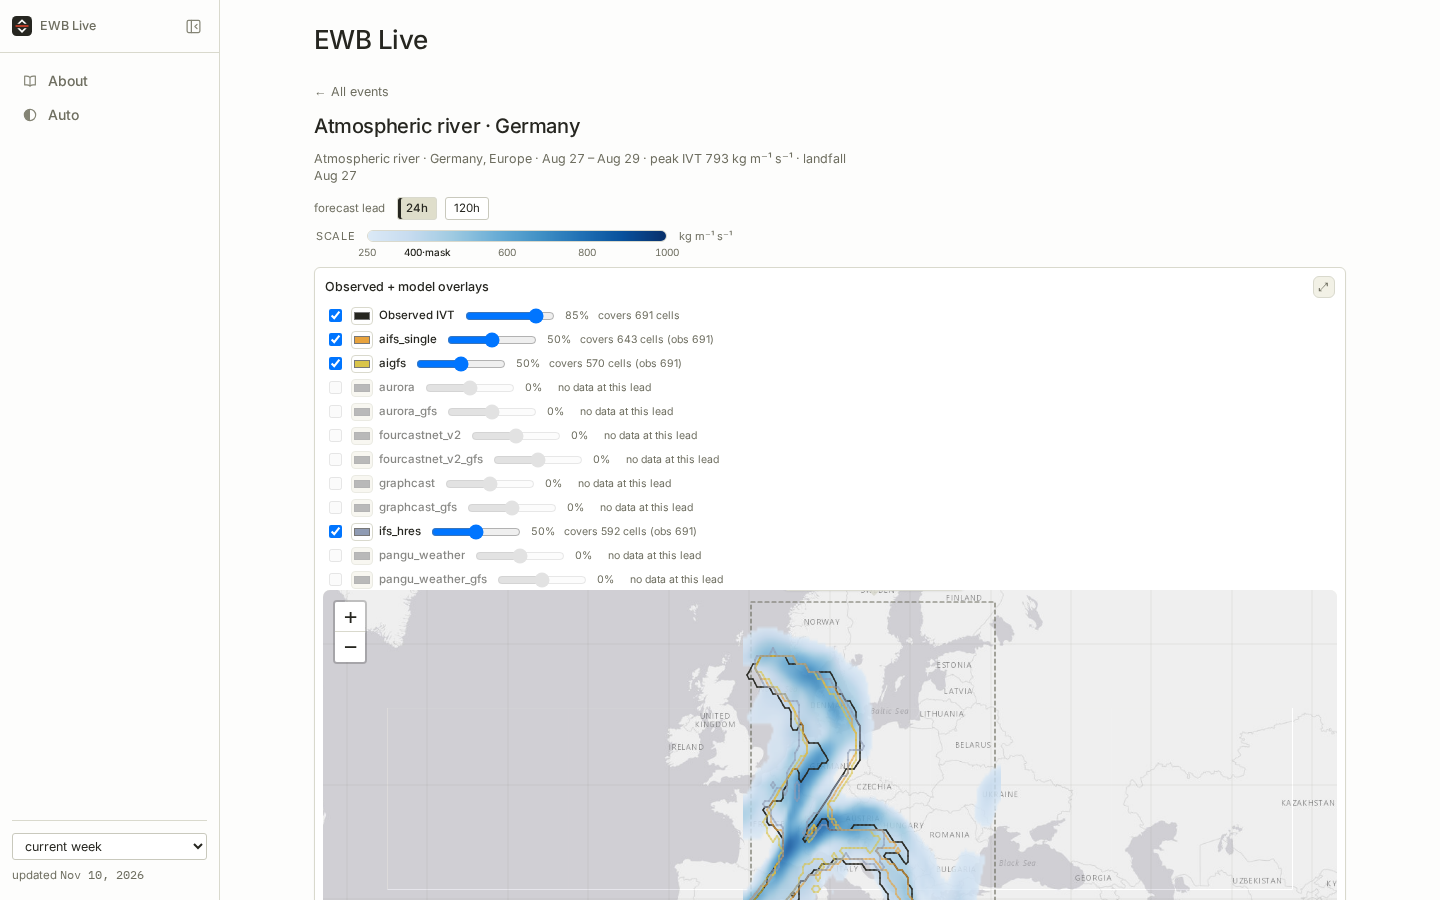 EWB Live
About
Auto
current week
updated Nov 10, 2026
EWB Live
← All events
Atmospheric river · Germany
Atmospheric river · Germany, Europe · Aug 27 – Aug 29 · peak IVT 793 kg m⁻¹ s⁻¹ · landfall
Aug 27
forecast lead 24h 120h
SCALE kg m⁻¹ s⁻¹
250 400·mask 600 800 1000
Observed + model overlays
Observed IVT 85% covers 691 cells
aifs_single 50% covers 643 cells (obs 691)
aigfs 50% covers 570 cells (obs 691)
aurora 0% no data at this lead
aurora_gfs 0% no data at this lead
fourcastnet_v2 0% no data at this lead
fourcastnet_v2_gfs 0% no data at this lead
graphcast 0% no data at this lead
graphcast_gfs 0% no data at this lead
ifs_hres 50% covers 592 cells (obs 691)
pangu_weather 0% no data at this lead
pangu_weather_gfs 0% no data at this lead
+
−
FINLAND
NORWAY
ESTONIA
LATVIA
LITHUANIA
UNITED
KINGDOM
IRELAND
BELARUS
CZECHIA
KAZAKHSTAN
ROMANIA
Black Sea
GEORGIA
UZBEKISTAN